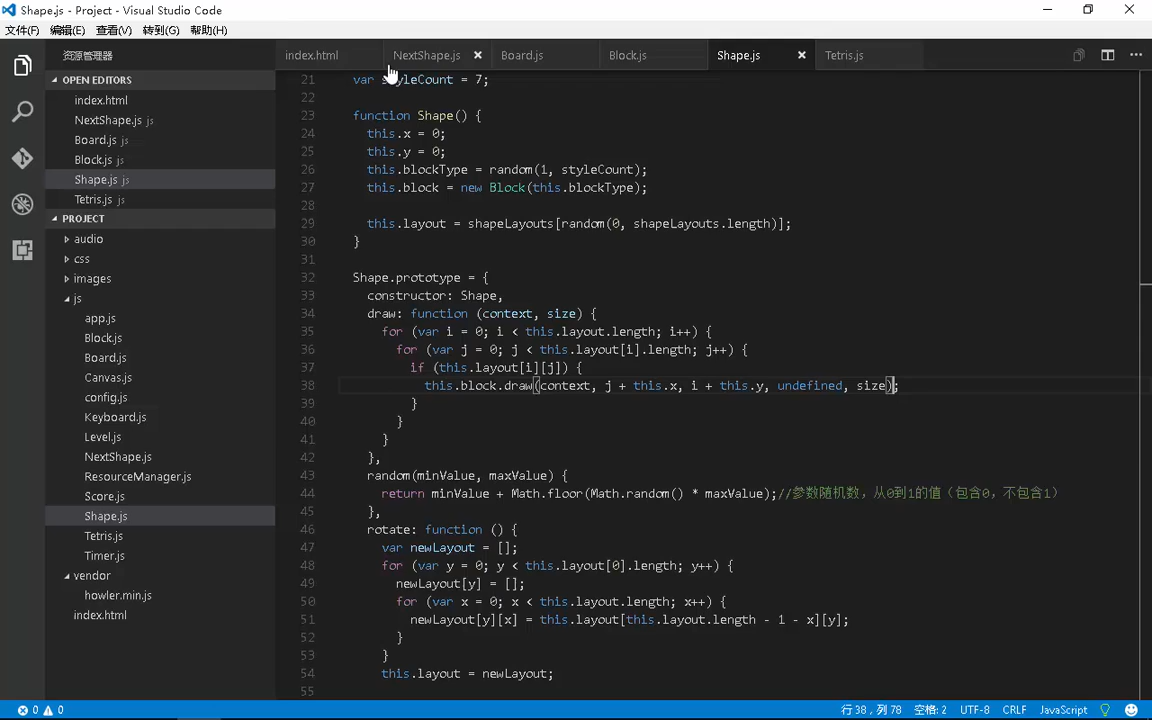 Shape.js - Project - Visual Studio Code
文件(F) 编辑(E) 查看(V) 转到(G) 帮助(H)
资源管理器
OPEN EDITORS
index.html
NextShape.js js
Board.js js
Block.js js
Shape.js js
Tetris.js js
PROJECT
audio
css
images
js
app.js
Block.js
Board.js
Canvas.js
config.js
Keyboard.js
Level.js
NextShape.js
ResourceManager.js
Score.js
Shape.js
Tetris.js
Timer.js
vendor
howler.min.js
index.html
index.html NextShape.js Board.js Block.js Shape.js Tetris.js
21 var styleCount = 7;
22
23 function Shape() {
24 this.x = 0;
25 this.y = 0;
26 this.blockType = random(1, styleCount);
27 this.block = new Block(this.blockType);
28
29 this.layout = shapeLayouts[random(0, shapeLayouts.length)];
30 }
31
32 Shape.prototype = {
33 constructor: Shape,
34 draw: function (context, size) {
35 for (var i = 0; i < this.layout.length; i++) {
36 for (var j = 0; j < this.layout[i].length; j++) {
37 if (this.layout[i][j]) {
38 this.block.draw(context, j + this.x, i + this.y, undefined, size);
39 }
40 }
41 }
42 },
43 random(minValue, maxValue) {
44 return minValue + Math.floor(Math.random() * maxValue);//参数随机数，从0到1的值（包含0，不包含1）
45 },
46 rotate: function () {
47 var newLayout = [];
48 for (var y = 0; y < this.layout[0].length; y++) {
49 newLayout[y] = [];
50 for (var x = 0; x < this.layout.length; x++) {
51 newLayout[y][x] = this.layout[this.layout.length - 1 - x][y];
52 }
53 }
54 this.layout = newLayout;
55
0 0 行 38，列 78 空格: 2 UTF-8 CRLF JavaScript